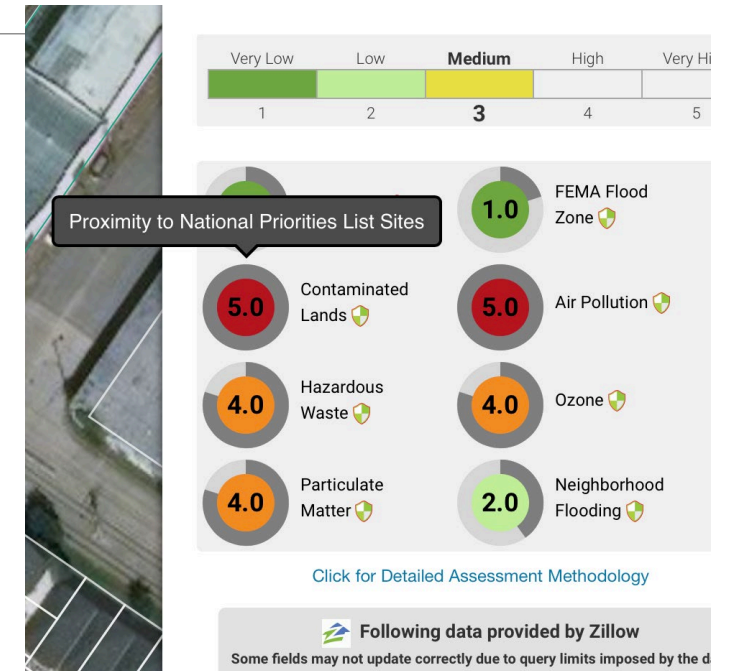 Very Low Low Medium High Very Hi
1 2 3 4 5
Proximity to National Priorities List Sites
1.0 FEMA Flood
Zone
5.0 Contaminated
Lands
5.0 Air Pollution
4.0 Hazardous
Waste
4.0 Ozone
4.0 Particulate
Matter
2.0 Neighborhood
Flooding
Click for Detailed Assessment Methodology
Following data provided by Zillow
Some fields may not update correctly due to query limits imposed by the d